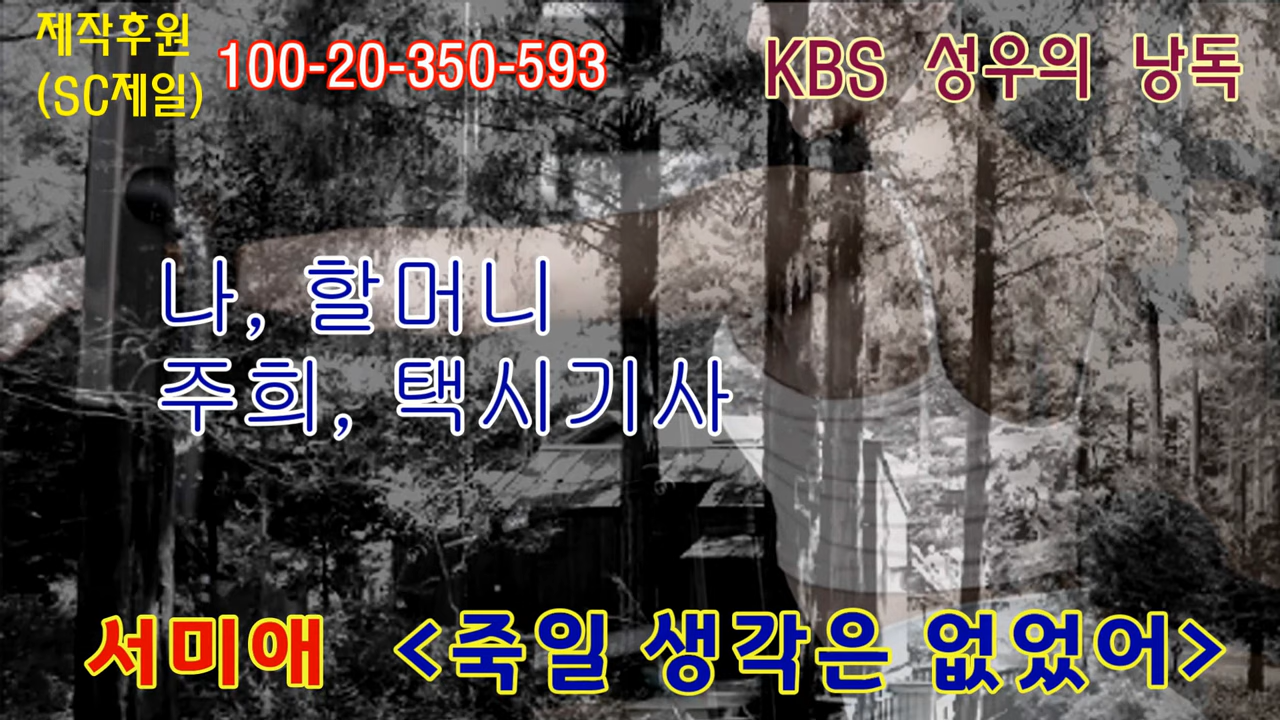 제작후원
(SC제일)
100-20-350-593
KBS 성우의 낭독
나, 할머니
주희, 택시기사
서미애 <죽일 생각은 없었어>